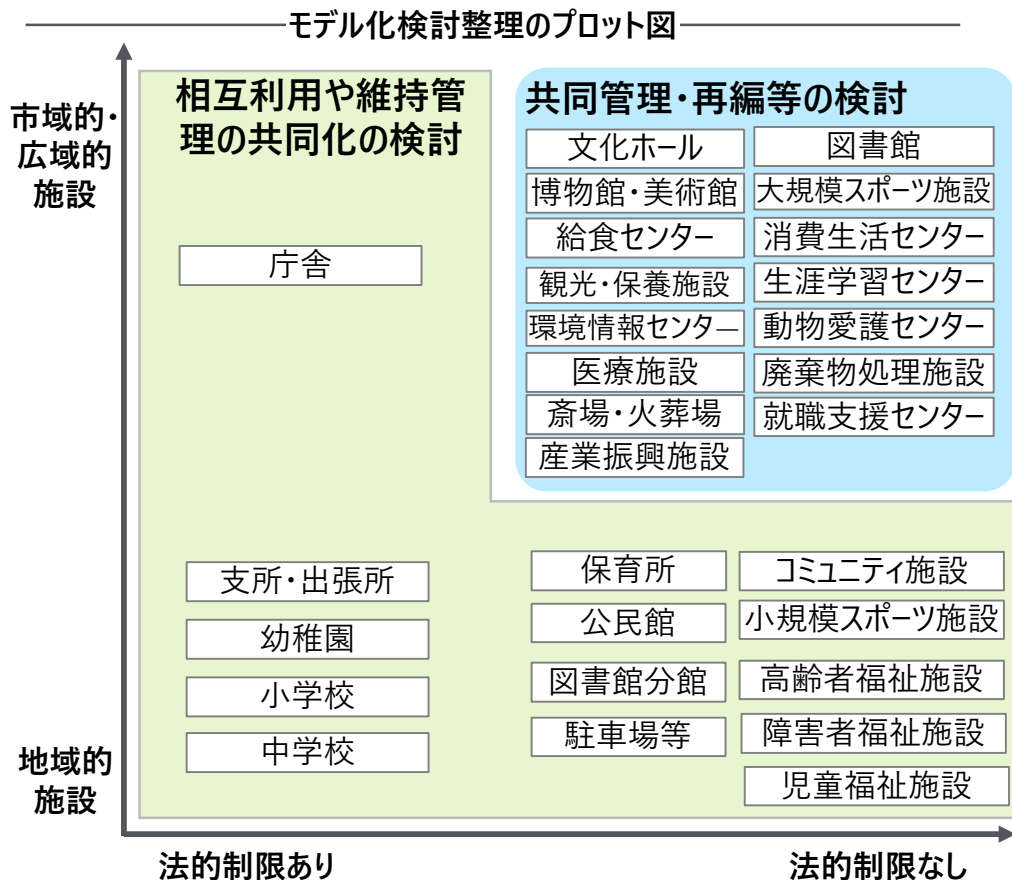 モデル化検討整理のプロット図
市域的・
広域的
施設
相互利用や維持管
理の共同化の検討
庁舎
共同管理・再編等の検討
文化ホール
図書館
博物館・美術館
大規模スポーツ施設
給食センター
消費生活センター
観光・保養施設
生涯学習センター
環境情報センター
動物愛護センター
医療施設
廃棄物処理施設
斎場・火葬場
就職支援センター
産業振興施設
支所・出張所
幼稚園
小学校
中学校
保育所
コミュニティ施設
公民館
小規模スポーツ施設
図書館分館
高齢者福祉施設
駐車場等
障害者福祉施設
児童福祉施設
地域的
施設
法的制限あり
法的制限なし